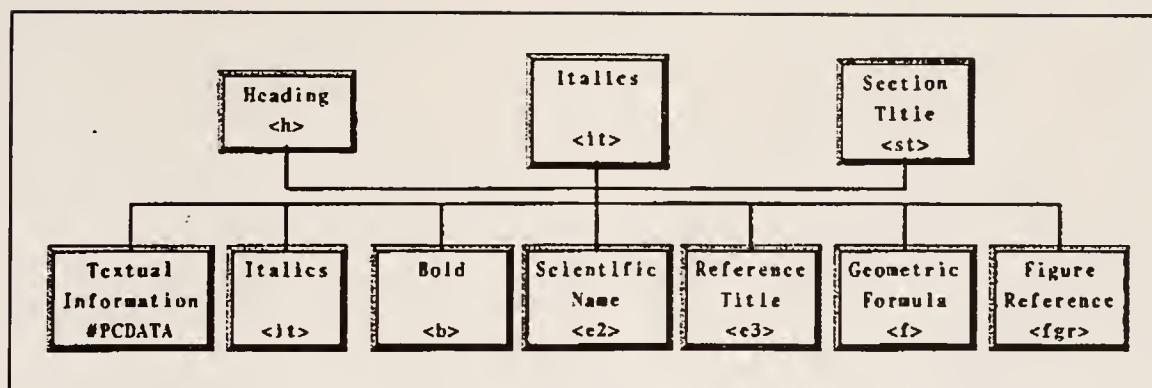 Heading
<h>
Italics
<it>
Section
Title
<st>
Textual
Information
#PCDATA
Italics
<it>
Bold
<b>
Scientific
Name
<e2>
Reference
Title
<e3>
Geometric
Formula
<f>
Figure
Reference
<fgr>